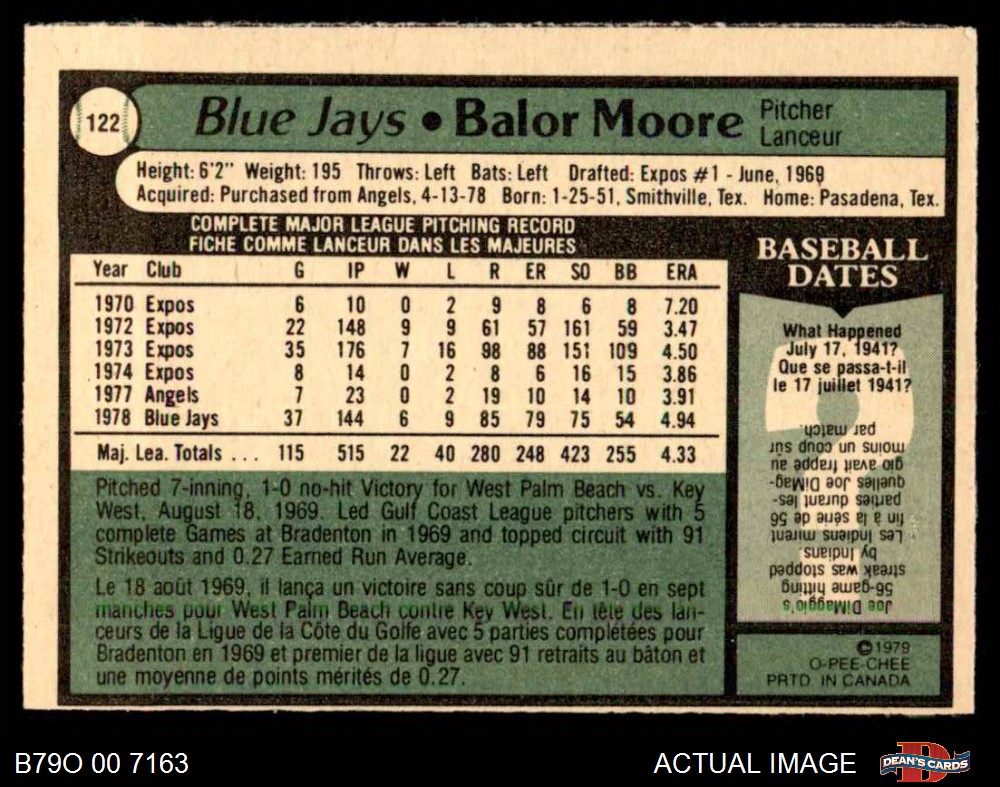 122
Blue Jays • Balor Moore
Pitcher
Lanceur
Height: 6'2" Weight: 195 Throws: Left Bats: Left Drafted: Expos #1 - June, 1969
Acquired: Purchased from Angels, 4-13-78 Born: 1-25-51, Smithville, Tex. Home: Pasadena, Tex.
COMPLETE MAJOR LEAGUE PITCHING RECORD
FICHE COMME LANCEUR DANS LES MAJEURES
Year Club G IP W L R ER SO BB ERA
1970 Expos 6 10 0 2 9 8 6 8 7.20
1972 Expos 22 148 9 9 61 57 161 59 3.47
1973 Expos 35 176 7 16 98 88 151 109 4.50
1974 Expos 8 14 0 2 8 6 16 15 3.86
1977 Angels 7 23 0 2 19 10 14 10 3.91
1978 Blue Jays 37 144 6 9 85 79 75 54 4.94
Maj. Lea. Totals ... 115 515 22 40 280 248 423 255 4.33
Pitched 7-inning, 1-0 no-hit Victory for West Palm Beach vs. Key
West, August 18, 1969. Led Gulf Coast League pitchers with 5
complete Games at Bradenton in 1969 and topped circuit with 91
Strikeouts and 0.27 Earned Run Average.
Le 18 août 1969, il lança un victoire sans coup sûr de 1-0 en sept
manches pour West Palm Beach contre Key West. En tête des lan-
ceurs de la Ligue de la Côte du Golfe avec 5 parties complétées pour
Bradenton en 1969 et premier de la ligue avec 91 retraits au bâton et
une moyenne de points mérités de 0.27.
BASEBALL
DATES
What Happened
July 17, 1941?
Que se passa-t-il
le 17 juillet 1941?
Joe DiMaggio's
56-game hitting
streak was stopped
by Indians.
Les Indiens mirent
fin à la série de 56
parties durant les-
quelles Joe DiMag-
gio avait frappé au
moins un coup sûr
par match.
©1979
O-PEE-CHEE
PRTD IN CANADA
B79O 00 7163
ACTUAL IMAGE
D
DEAN'S CARDS